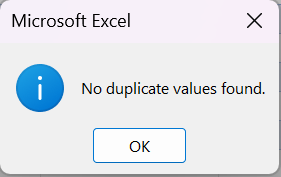 Microsoft Excel
No duplicate values found.
OK